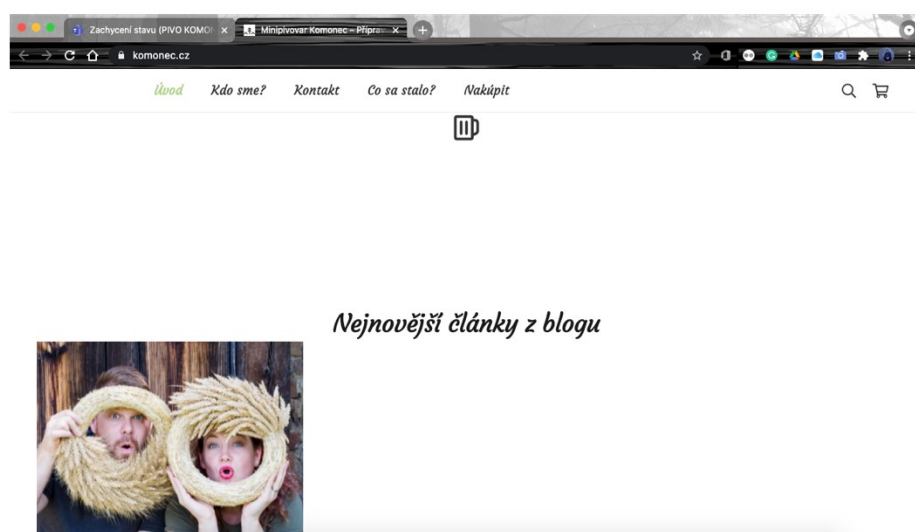 Zachycení stavu (PIVO KOMO
Minipivovar Komonec – Příprav
komonec.cz
Úvod Kdo sme? Kontakt Co sa stalo? Nakúpit
Nejnovější články z blogu